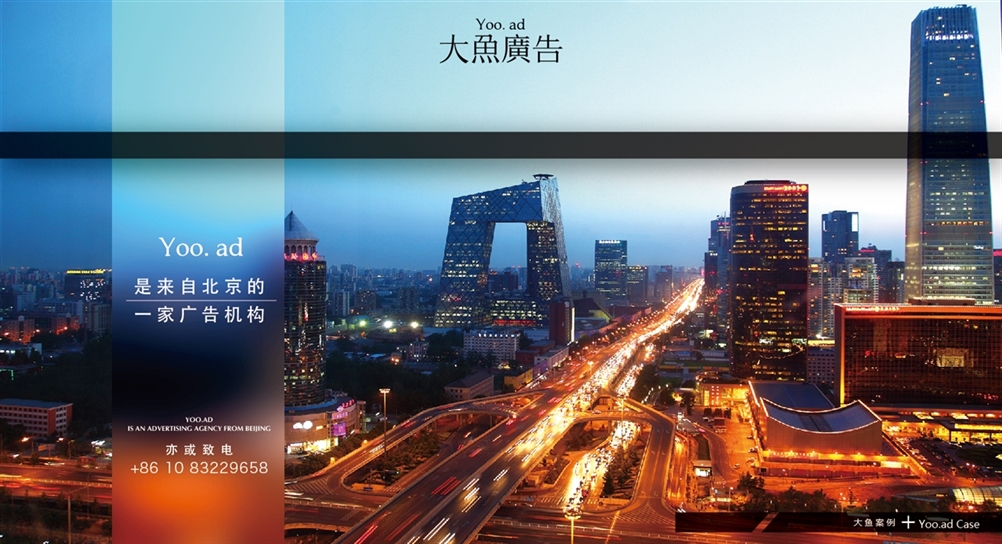 Yoo. ad
大魚廣告
Yoo. ad
是来自北京的
一家广告机构
YOO.AD
IS AN ADVERTISING AGENCY FROM BEIJING
亦或致电
+86 10 83229658
大鱼案例 + Yoo.ad Case